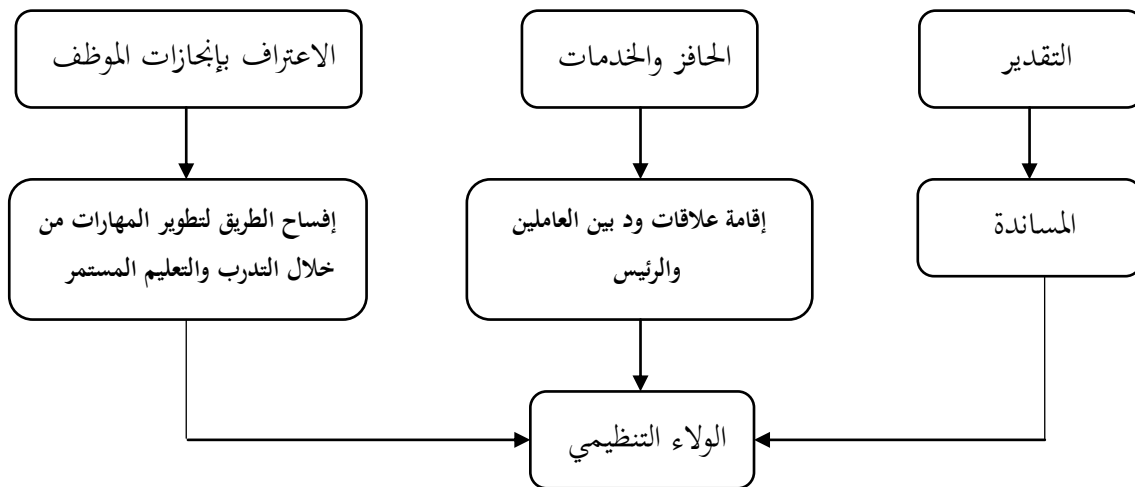 التقدير
الحافز والخدمات
الاعتراف بإنجازات الموظف
المساندة
إقامة علاقات ود بين العاملين
والرئيس
إفساح الطريق لتطوير المهارات من
خلال التدرب والتعليم المستمر
الولاء التنظيمي